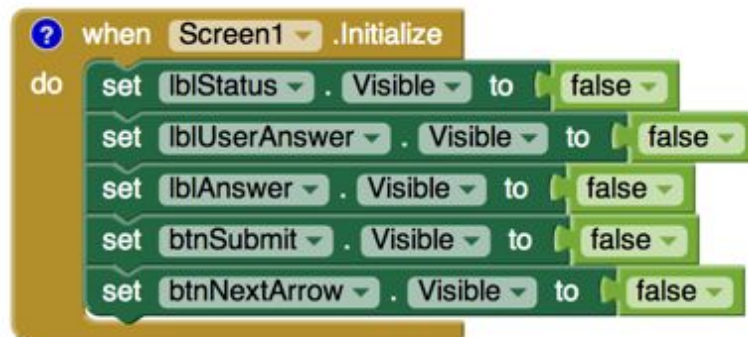 ? when Screen1 .Initialize
do set lblStatus . Visible to false
set lblUserAnswer . Visible to false
set lblAnswer . Visible to false
set btnSubmit . Visible to false
set btnNextArrow . Visible to false